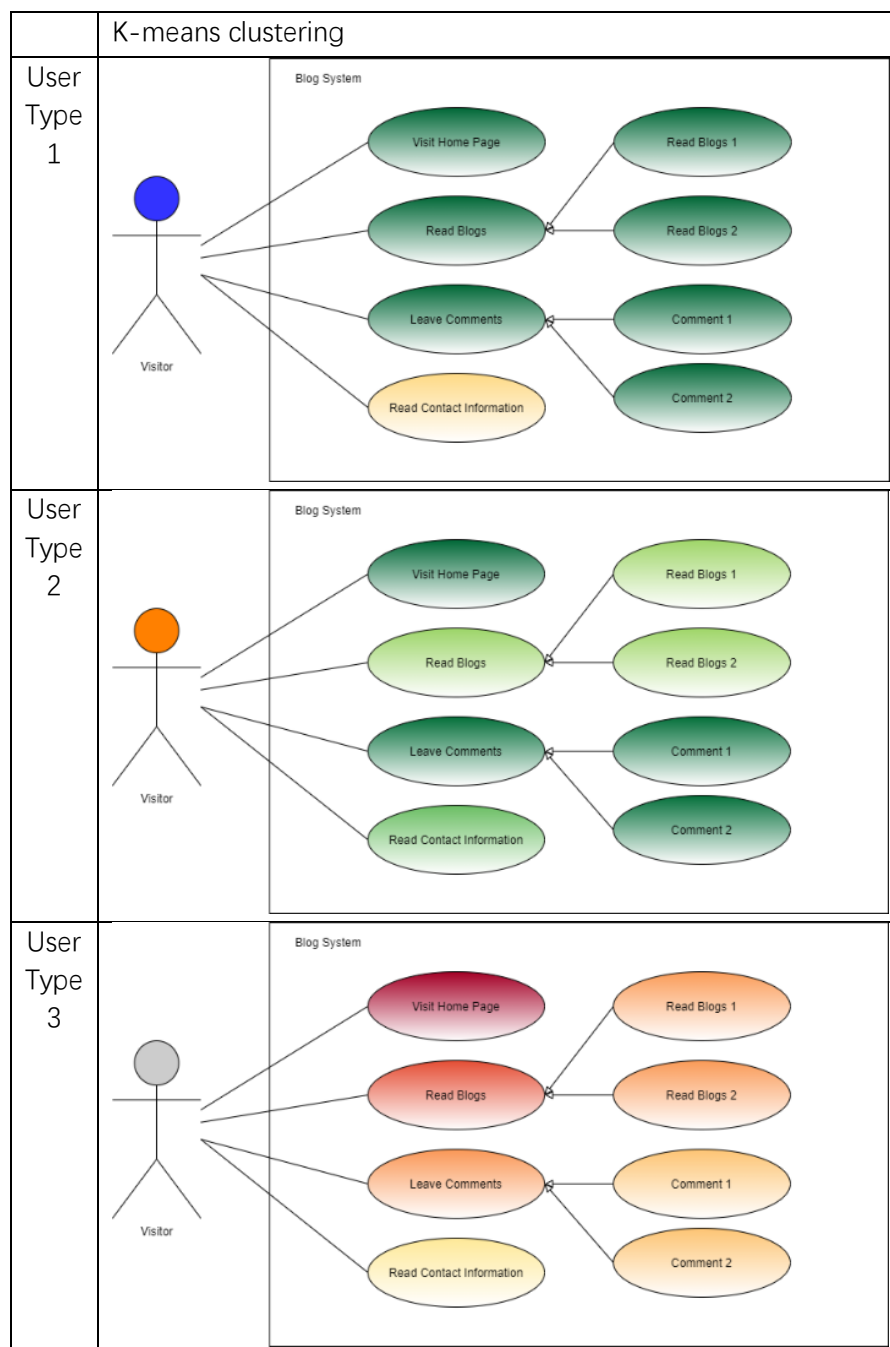 K-means clustering
User
Type
1
Blog System
Visit Home Page
Read Blogs 1
Read Blogs
Read Blogs 2
Leave Comments
Comment 1
Visitor
Read Contact Information
Comment 2
User
Type
2
Blog System
Visit Home Page
Read Blogs 1
Read Blogs
Read Blogs 2
Leave Comments
Comment 1
Visitor
Read Contact Information
Comment 2
User
Type
3
Blog System
Visit Home Page
Read Blogs 1
Read Blogs
Read Blogs 2
Leave Comments
Comment 1
Visitor
Read Contact Information
Comment 2